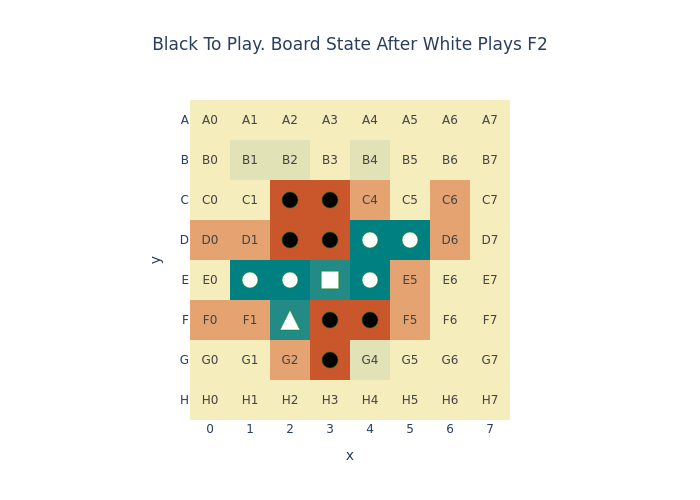 Black To Play. Board State After White Plays F2
A A0 A1 A2 A3 A4 A5 A6 A7
B B0 B1 B2 B3 B4 B5 B6 B7
C C0 C1 C4 C5 C6 C7
D D0 D1 D6 D7
E E0 E5 E6 E7
F F0 F1 F5 F6 F7
G G0 G1 G2 G4 G5 G6 G7
H H0 H1 H2 H3 H4 H5 H6 H7
0 1 2 3 4 5 6 7
x
y